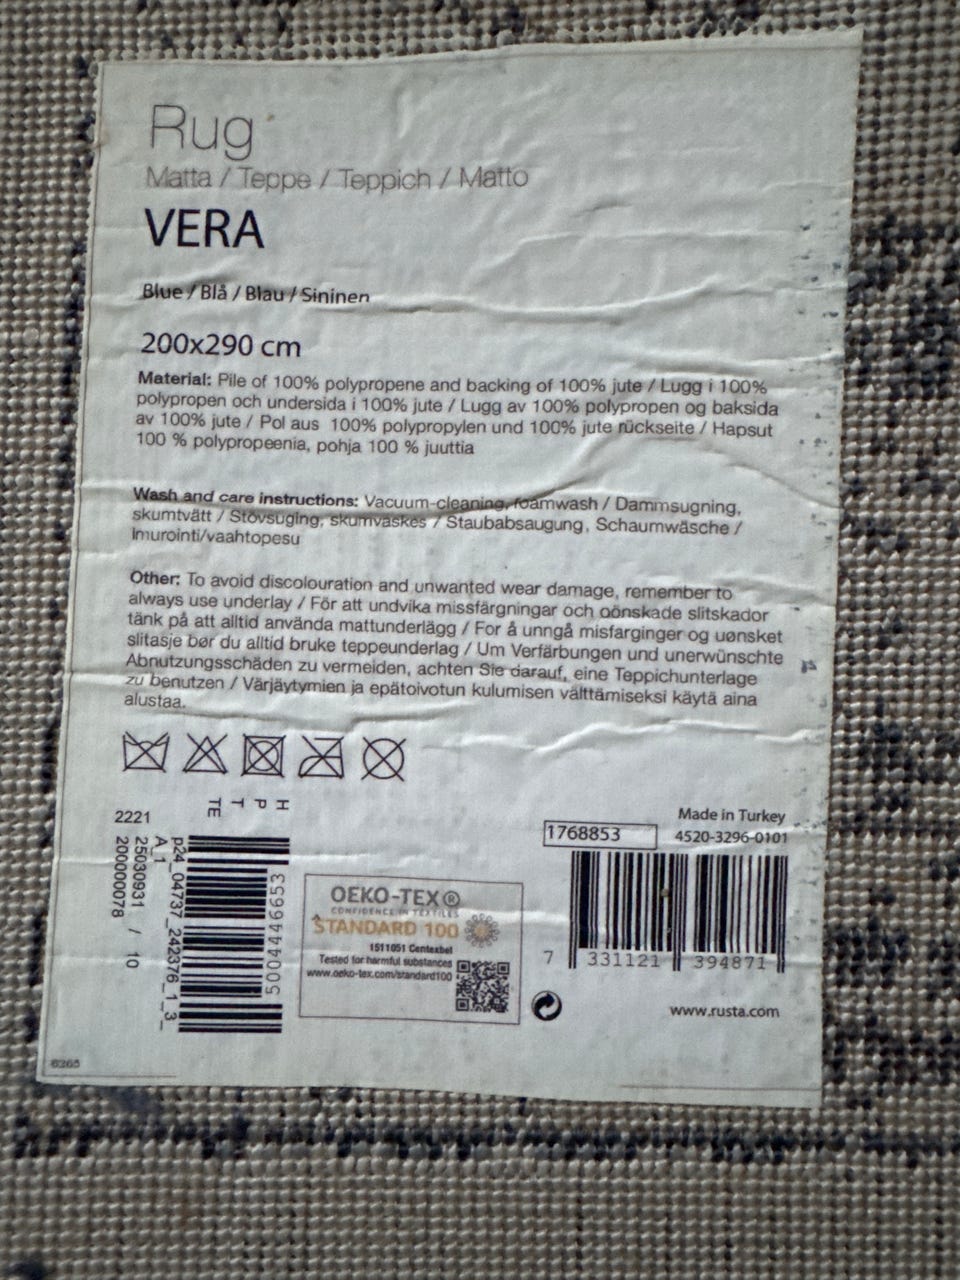 Rug
Matta / Teppe / Teppich / Matto
VERA
Blue / Blå / Blau / Sininen
200x290 cm
Material: Pile of 100% polypropene and backing of 100% jute / Lugg i 100%
polypropen och undersida i 100% jute / Lugg av 100% polypropen og baksida
av 100% jute / Pol aus 100% polypropylen und 100% jute rückseite / Hapsut
100 % polypropeenia, pohja 100 % juuttia
Wash and care instructions: Vacuum-cleaning, foamwash / Dammsugning,
skumtvätt / Stövsuging, skumvaskes / Staubabsaugung, Schaumwäsche /
Imurointi/vaahtopesu
Other: To avoid discolouration and unwanted wear damage, remember to
always use underlay / För att undvika missfärgningar och oönskade slitskador
tänk på att alltid använda mattunderlägg / For å unngå misfarginger og uønsket
slitasje bør du alltid bruke teppeunderlag / Um Verfärbungen und unerwünschte
Abnutzungsschäden zu vermeiden, achten Sie darauf, eine Teppichunterlage
zu benutzen / Värjäytymien ja epätoivotun kulumisen välttämiseksi käytä aina
alustaa.
H
P
T
TE
2221
25030931 / 10
200000078
p24_04737_242376_1_3_
A_1
5004446653
OEKO-TEX®
CONFIDENCE IN TEXTILES
STANDARD 100
1511051 Centexbel
Tested for harmful substances
www.oeko-tex.com/standard100
Made in Turkey
1768853
4520-3296-0101
7 331121 394871
www.rusta.com
6265